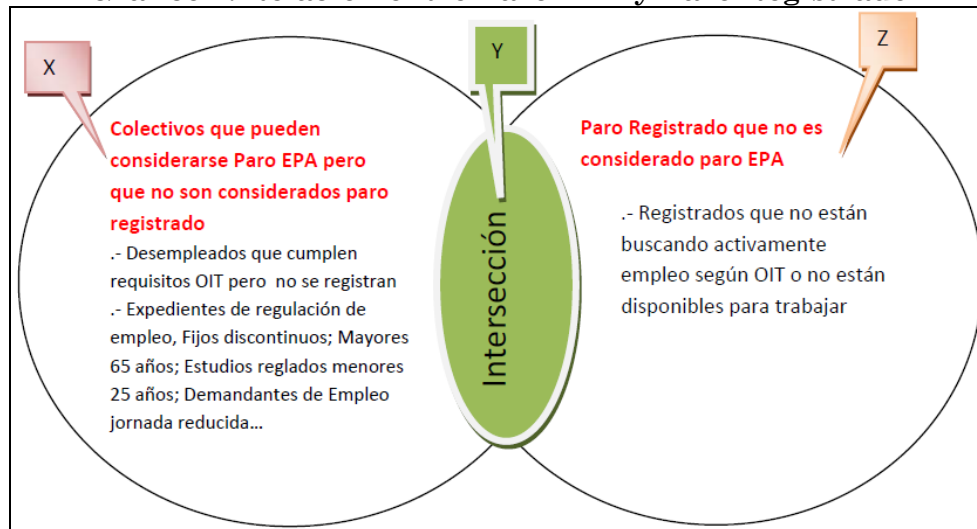 X
Y
Z
Colectivos que pueden
considerarse Paro EPA pero
que no son considerados paro
registrado
.- Desempleados que cumplen
requisitos OIT pero no se registran
.- Expedientes de regulación de
empleo, Fijos discontinuos; Mayores
65 años; Estudios reglados menores
25 años; Demandantes de Empleo
jornada reducida...
Intersección
Paro Registrado que no es
considerado paro EPA
.- Registrados que no están
buscando activamente
empleo según OIT o no están
disponibles para trabajar